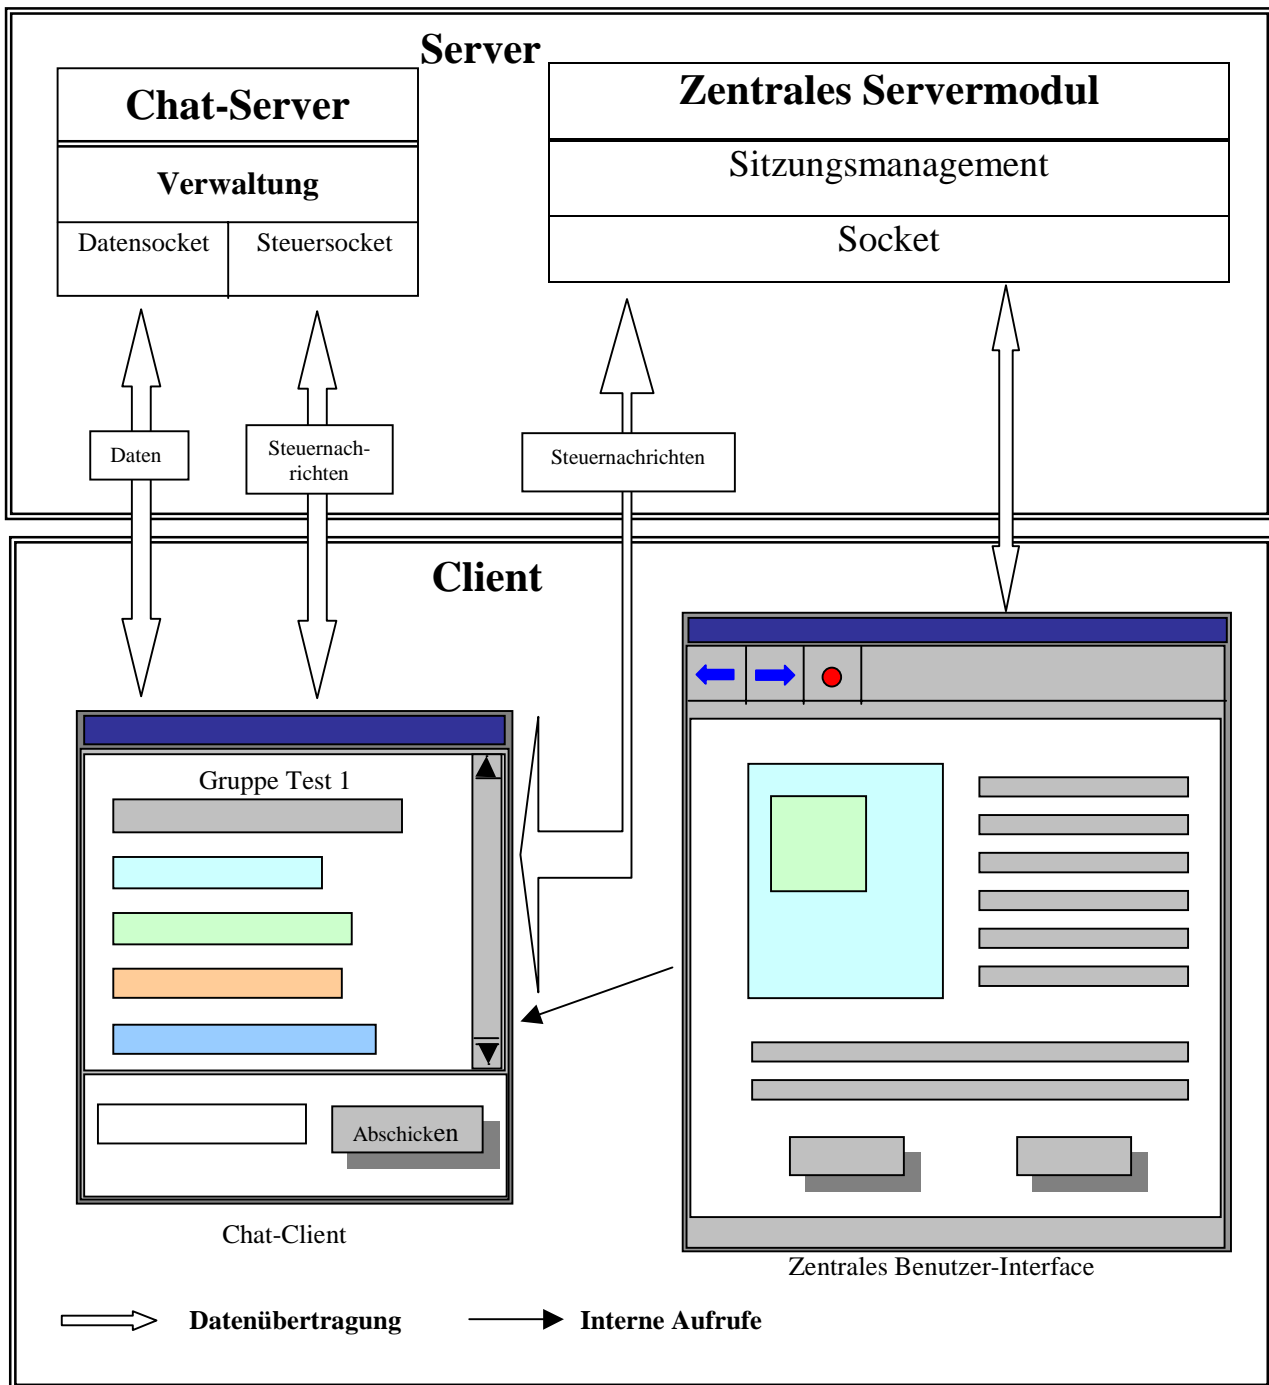 Server
Chat-Server
Verwaltung
Datensocket
Steuersocket
Zentrales Servermodul
Sitzungsmanagement
Socket
Daten
Steuernach-
richten
Steuernachrichten
Client
Gruppe Test 1
Abschicken
Chat-Client
Zentrales Benutzer-Interface
Datenübertragung
Interne Aufrufe